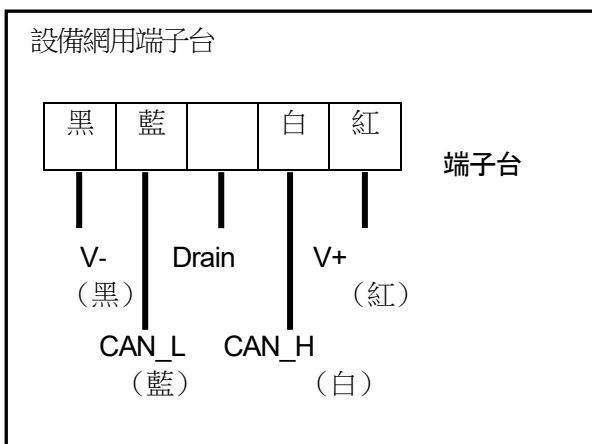 設備網用端子台
黑 藍 白 紅
端子台
V- Drain V+
（黑） （紅）
CAN_L CAN_H
（藍） （白）